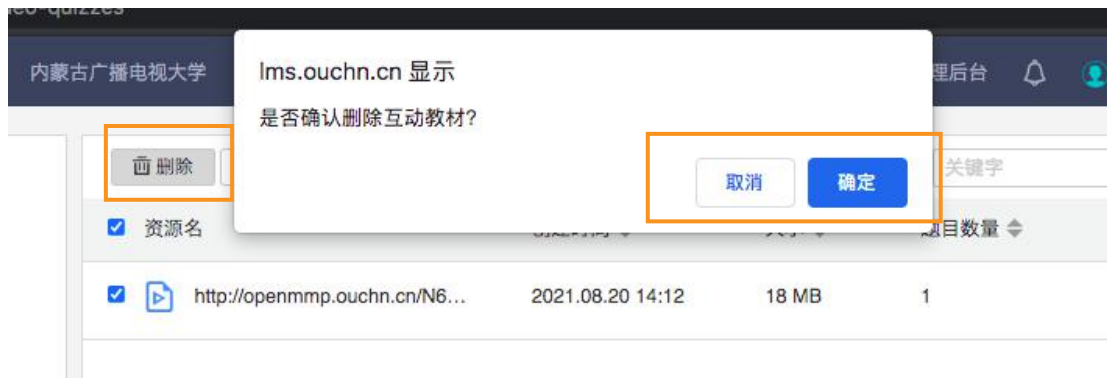 内蒙古广播电视大学
理后台
lms.ouchn.cn 显示
是否确认删除互动教材?
取消
确定
删除
关键字
资源名
题目数量
http://openmmp.ouchn.cn/N6...
2021.08.20 14:12
18 MB
1